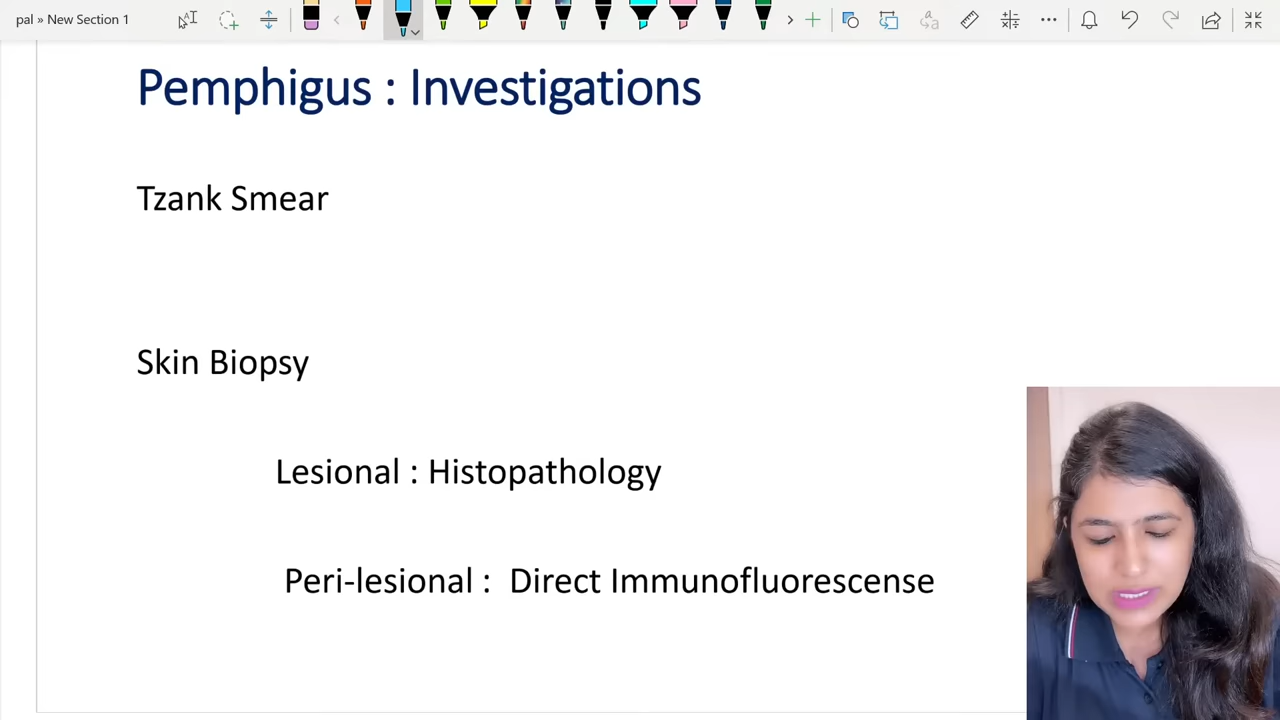 pal » New Section 1
Pemphigus : Investigations
Tzank Smear
Skin Biopsy
Lesional : Histopathology
Peri-lesional : Direct Immunofluorescense